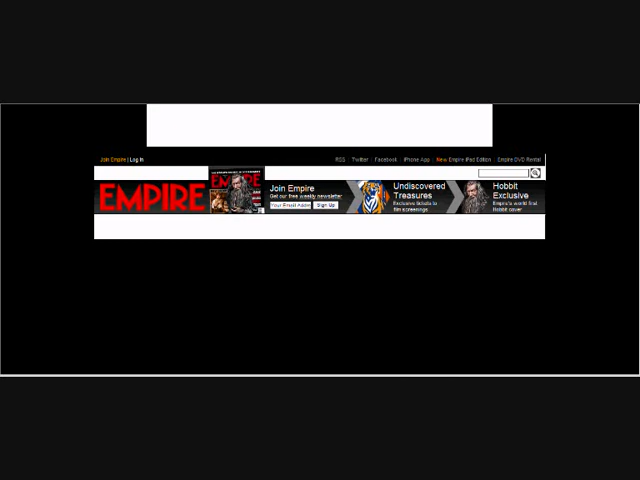 Join Empire | Log In
RSS | Twitter | Facebook | iPhone App | New Empire iPad Edition | Empire DVD Rental
EMPIRE
EMPIRE
Join Empire
Get our free weekly newsletter
Your Email Address
Sign Up
Undiscovered
Treasures
Exclusive tickets to
film screenings
Hobbit
Exclusive
Empire's world first
Hobbit cover